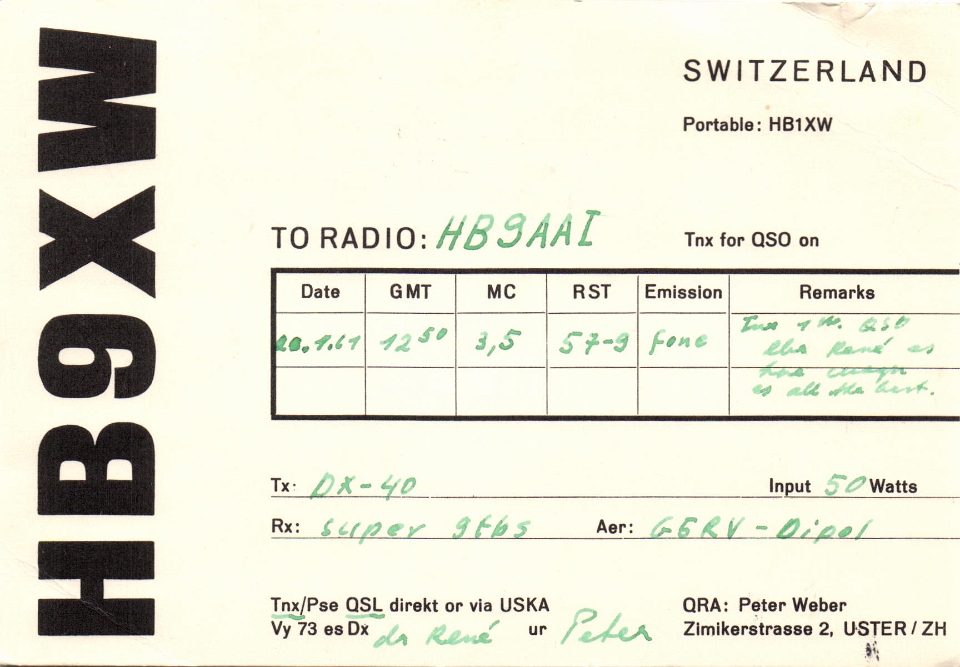 HB9XW
SWITZERLAND
Portable: HB1XW
TO RADIO: HB9AAI Tnx for QSO on
Date GMT MC RST Emission Remarks
.1.61 12 50 3,5 57-9 fone Tnx 1st. QSO
René es
es all the best.
Tx: DX-40 Input 50 Watts
Rx: super 9tbs Aer: G5RV-Dipol
Tnx/Pse QSL direkt or via USKA QRA: Peter Weber
Vy 73 es Dx dr René ur Peter Zimikerstrasse 2, USTER / ZH